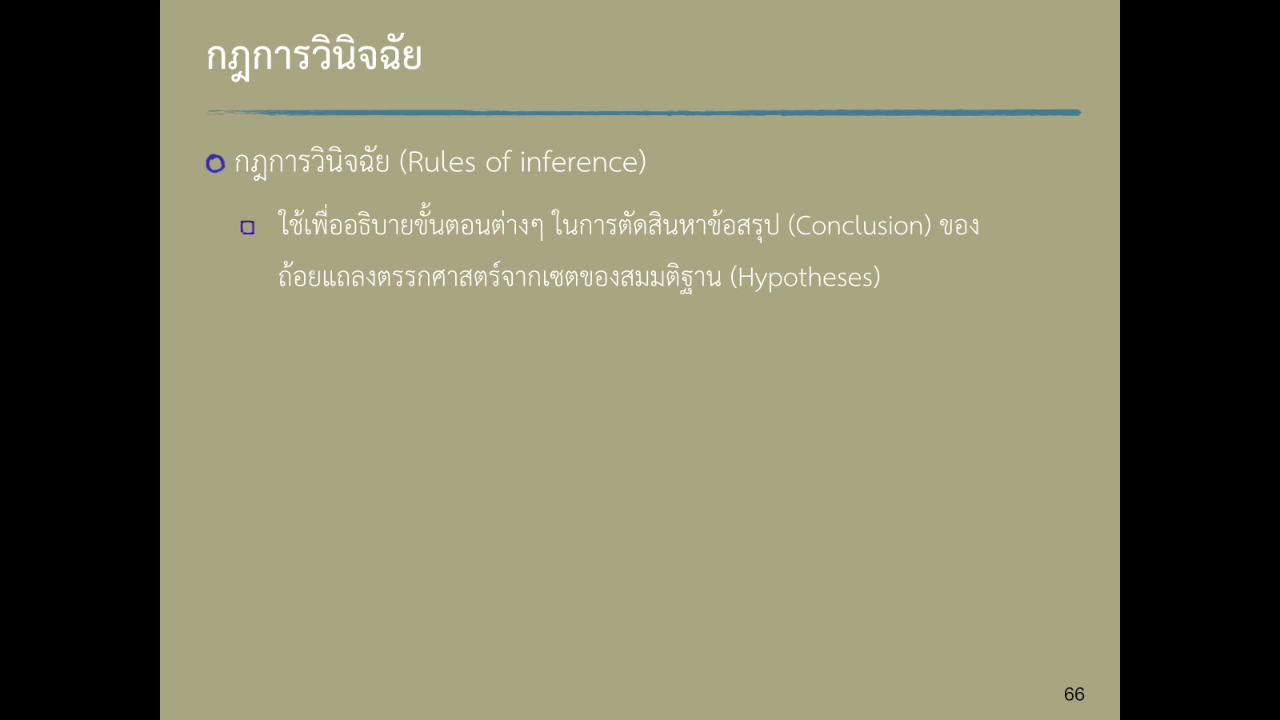 กฎการวินิจฉัย
กฎการวินิจฉัย (Rules of inference)
ใช้เพื่ออธิบายขั้นตอนต่างๆ ในการตัดสินหาข้อสรุป (Conclusion) ของ
ถ้อยแถลงตรรกศาสตร์จากเซตของสมมติฐาน (Hypotheses)
66